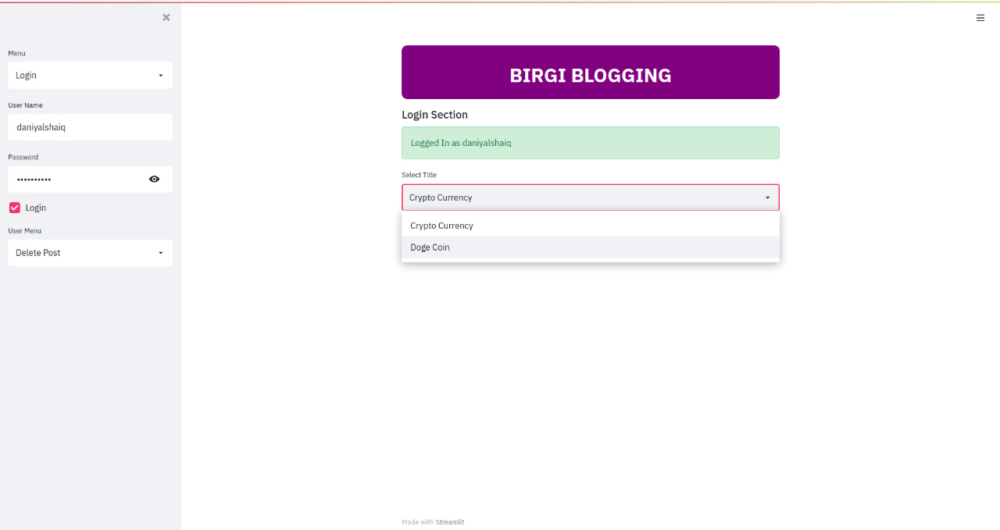 Menu
Login
User Name
daniyalshaiq
Password
••••••••••
Login
User Menu
Delete Post
BIRGI BLOGGING
Login Section
Logged In as daniyalshaiq
Select Title
Crypto Currency
Crypto Currency
Doge Coin
Made with Streamlit